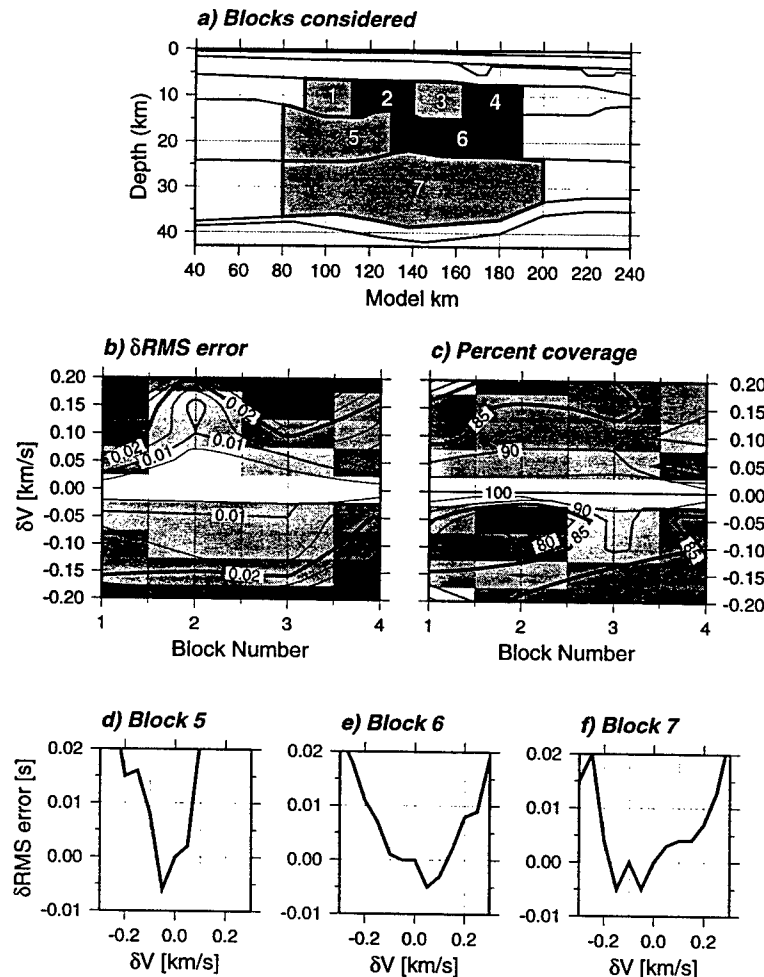 a) Blocks considered
0
10
20
30
40
Depth (km)
1
2
3
4
5
6
7
40 60 80 100 120 140 160 180 200 220 240
Model km
b) δRMS error
0.20
0.15
0.10
0.05
0.00
-0.05
-0.10
-0.15
-0.20
δV [km/s]
0.02
0.02
0.01
0.01
0.01
0.02
1 2 3 4
Block Number
c) Percent coverage
85
90
100
90
85
80
85
0.20
0.15
0.10
0.05
0.00
-0.05
-0.10
-0.15
-0.20
δV [km/s]
1 2 3 4
Block Number
d) Block 5
0.02
0.01
0.00
-0.01
δRMS error [s]
-0.2 0.0 0.2
δV [km/s]
e) Block 6
0.02
0.01
0.00
-0.01
-0.2 0.0 0.2
δV [km/s]
f) Block 7
0.02
0.01
0.00
-0.01
-0.2 0.0 0.2
δV [km/s]